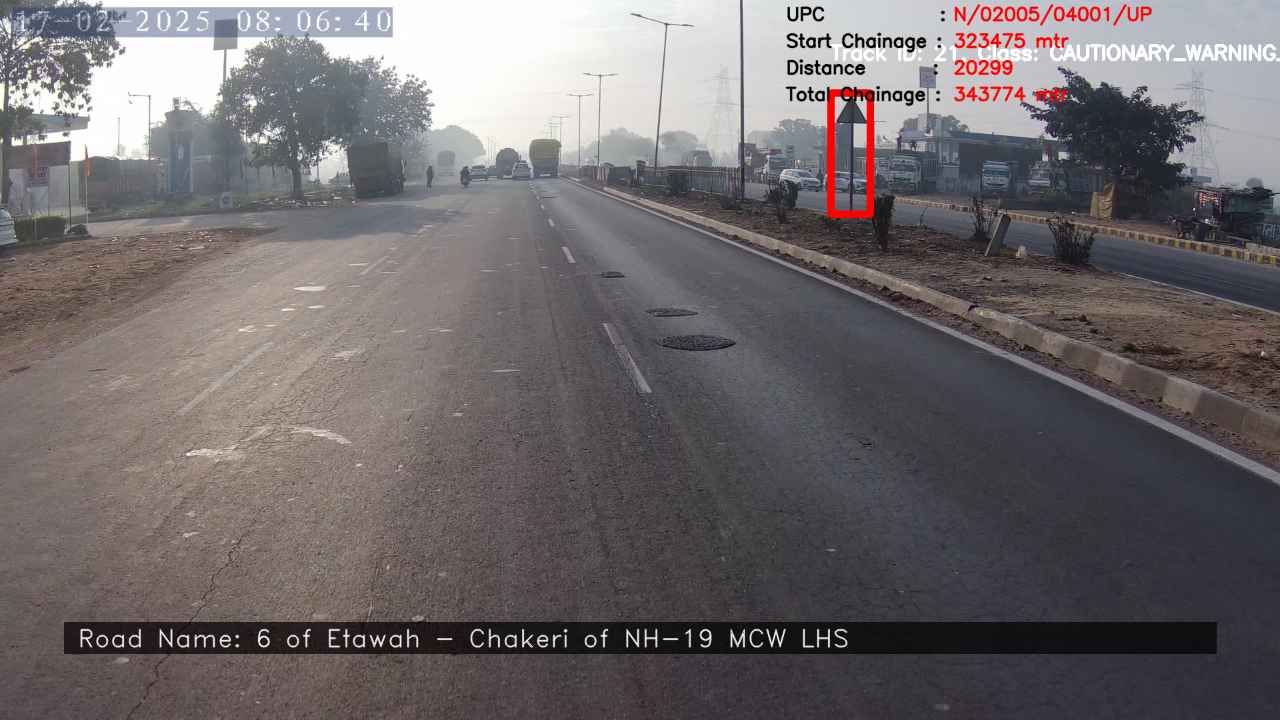 17-02-2025 08:06:40
UPC : N/02005/04001/UP
Start Chainage : 323475 mtr
Track ID: 21, Class: CAUTIONARY_WARNING_
Distance : 20299
Total Chainage : 343774 mtr
Road Name: 6 of Etawah - Chakeri of NH-19 MCW LHS